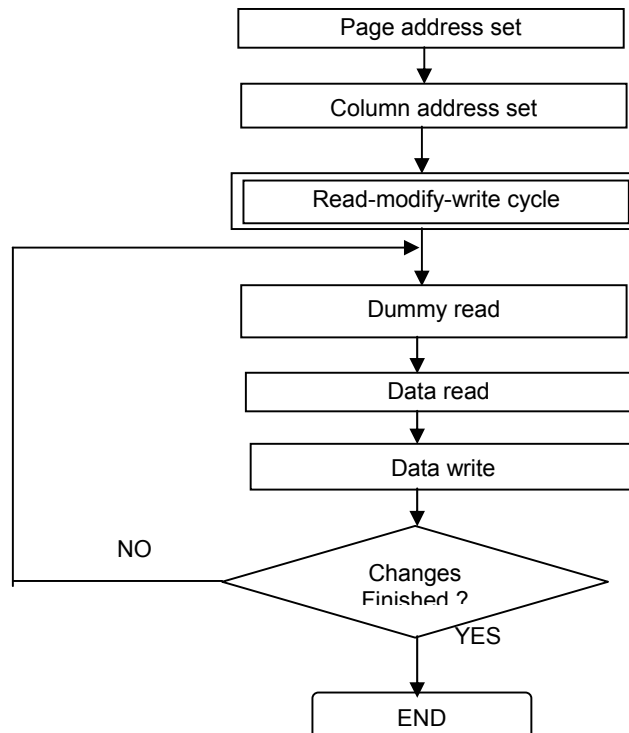 Page address set
Column address set
Read-modify-write cycle
Dummy read
Data read
Data write
NO
Changes
Finished ?
YES
END